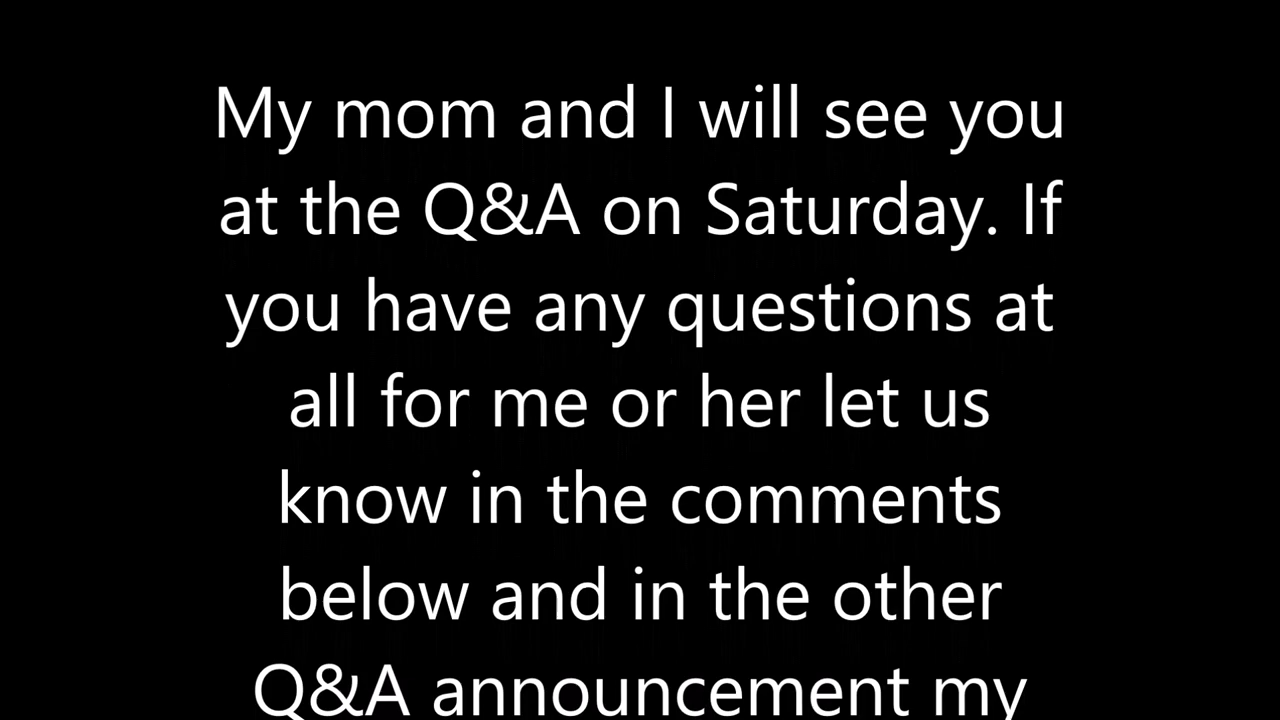 My mom and I will see you
at the Q&A on Saturday. If
you have any questions at
all for me or her let us
know in the comments
below and in the other
Q&A announcement my